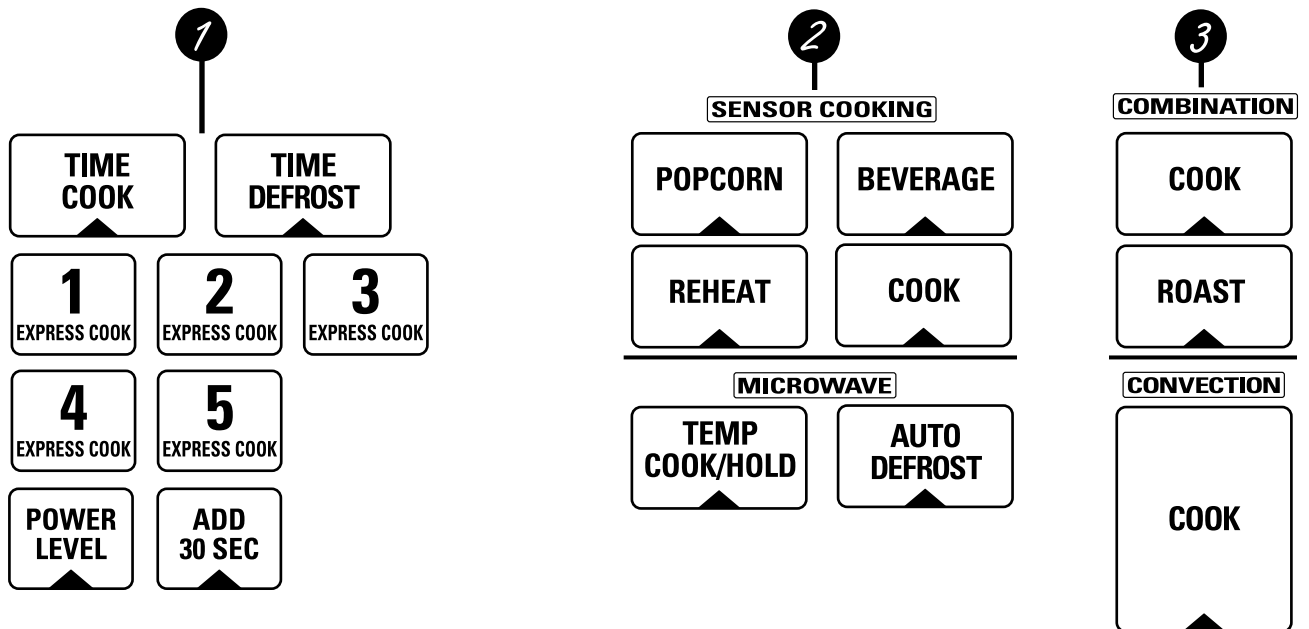 1
TIME
COOK
TIME
DEFROST
1
EXPRESS COOK
2
EXPRESS COOK
3
EXPRESS COOK
4
EXPRESS COOK
5
EXPRESS COOK
POWER
LEVEL
ADD
30 SEC
2
SENSOR COOKING
POPCORN
BEVERAGE
REHEAT
COOK
MICROWAVE
TEMP
COOK/HOLD
AUTO
DEFROST
3
COMBINATION
COOK
ROAST
CONVECTION
COOK